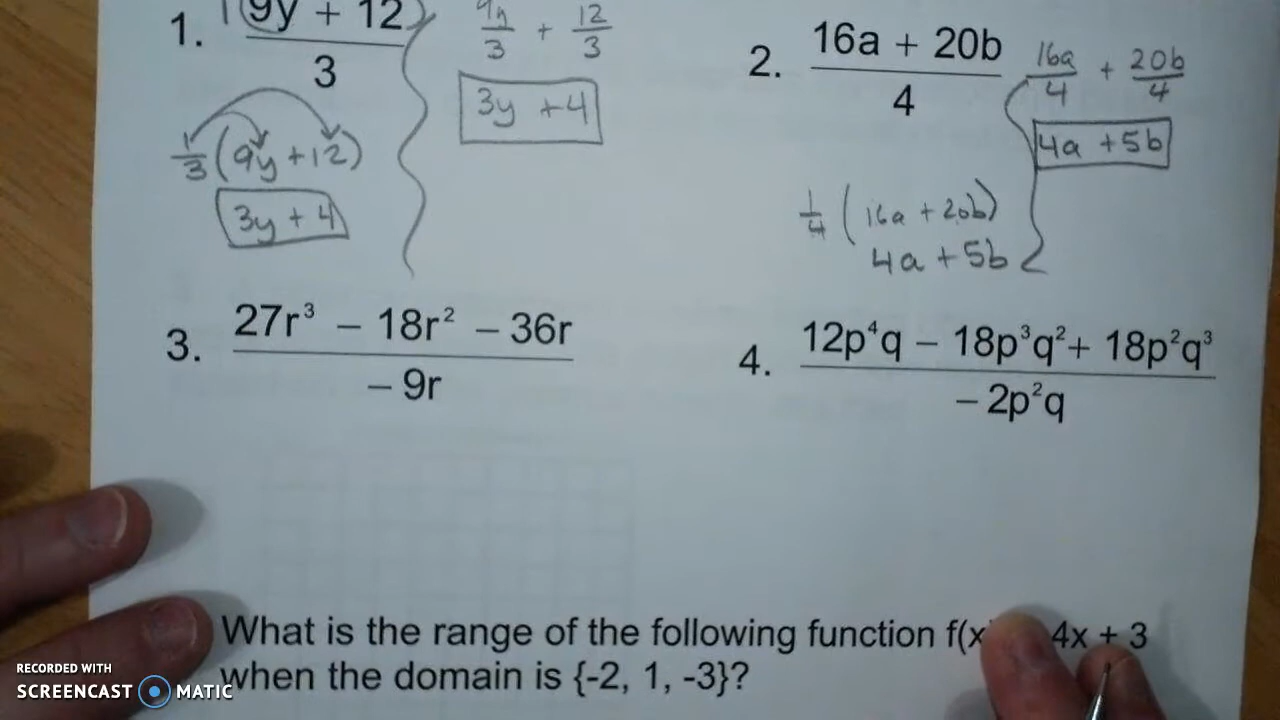 1. (9y + 12)
3
9y/3 + 12/3
3y + 4
1/3 (9y + 12)
3y + 4
2. 16a + 20b
4
16a/4 + 20b/4
4a + 5b
1/4 (16a + 20b)
4a + 5b
3. 27r³ – 18r² – 36r
– 9r
4. 12p⁴q – 18p³q² + 18p²q³
– 2p²q
What is the range of the following function f(x 4x + 3
when the domain is {-2, 1, -3}?
RECORDED WITH
SCREENCAST MATIC